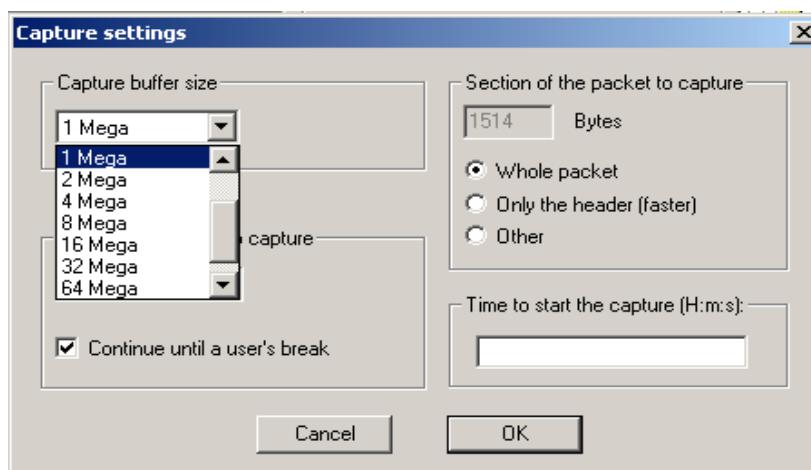 Capture settings
Capture buffer size
1 Mega
1 Mega
2 Mega
4 Mega
8 Mega
16 Mega
32 Mega
64 Mega
capture
Continue until a user's break
Section of the packet to capture
1514 Bytes
Whole packet
Only the header (faster)
Other
Time to start the capture (H:m:s):
Cancel
OK